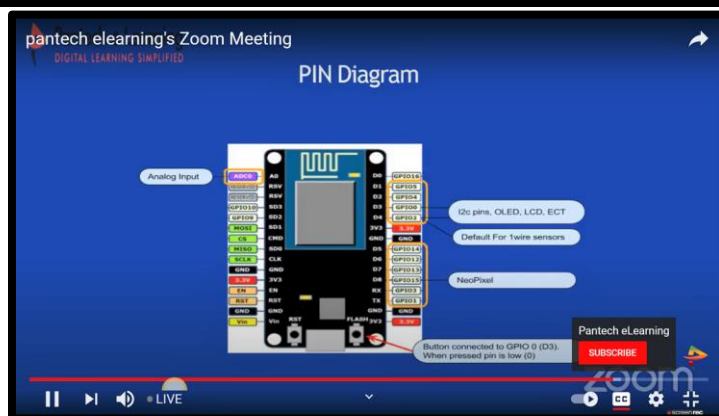 pantech elearning's Zoom Meeting
DIGITAL LEARNING SIMPLIFIED
PIN Diagram
Analog Input
ADC0 A0 D0 GPIO16
RSV D1 GPIO5
RSV D2 GPIO4
GPIO10 SD3 D3 GPIO0
GPIO9 SD2 D4 GPIO2
MOSI SD1 3V3 3.3V
CS CMD GND GND
MISO SD0 D5 GPIO14
SCLK CLK D6 GPIO12
GND GND D7 GPIO13
3.3V 3V3 D8 GPIO15
EN EN RX GPIO3
RST RST TX GPIO1
GND GND GND GND
Vin Vin RST FLASH 3V3 3.3V
I2c pins, OLED, LCD, ECT
Default For 1wire sensors
NeoPixel
Button connected to GPIO 0 (D3).
When pressed pin is low (0)
Pantech eLearning
SUBSCRIBE
zoom
LIVE
CC
screenrec